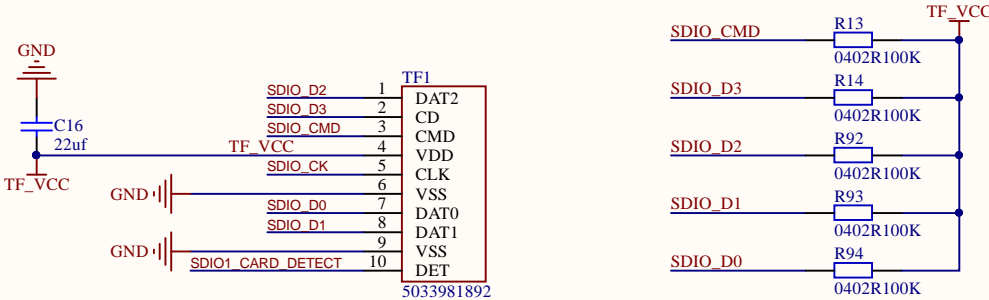 GND
C16
22uf
TF_VCC
TF1
SDIO_D2 1 DAT2
SDIO_D3 2 CD
SDIO_CMD 3 CMD
TF_VCC 4 VDD
SDIO_CK 5 CLK
GND 6 VSS
SDIO_D0 7 DAT0
SDIO_D1 8 DAT1
GND 9 VSS
SDIO1_CARD_DETECT 10 DET
5033981892
TF_VCC
SDIO_CMD R13
0402R100K
SDIO_D3 R14
0402R100K
SDIO_D2 R92
0402R100K
SDIO_D1 R93
0402R100K
SDIO_D0 R94
0402R100K